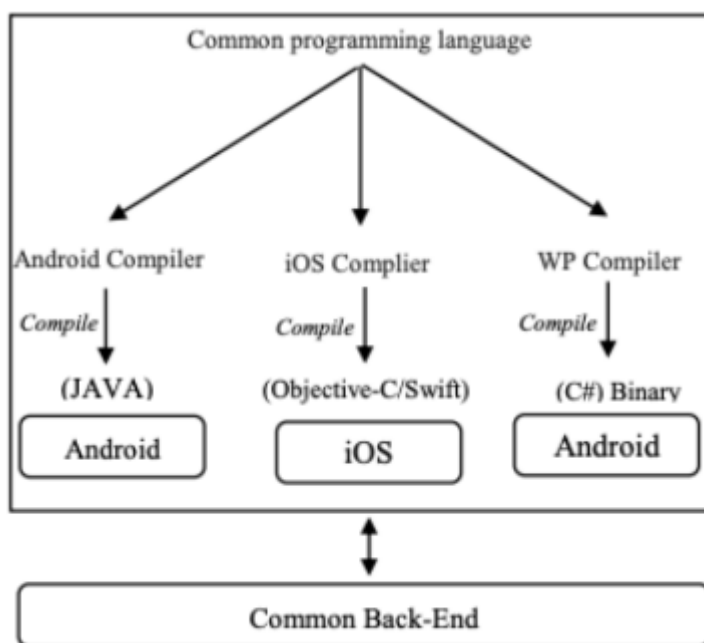 Common programming language
Android Compiler
iOS Complier
WP Compiler
Compile
Compile
Compile
(JAVA)
(Objective-C/Swift)
(C#) Binary
Android
iOS
Android
Common Back-End